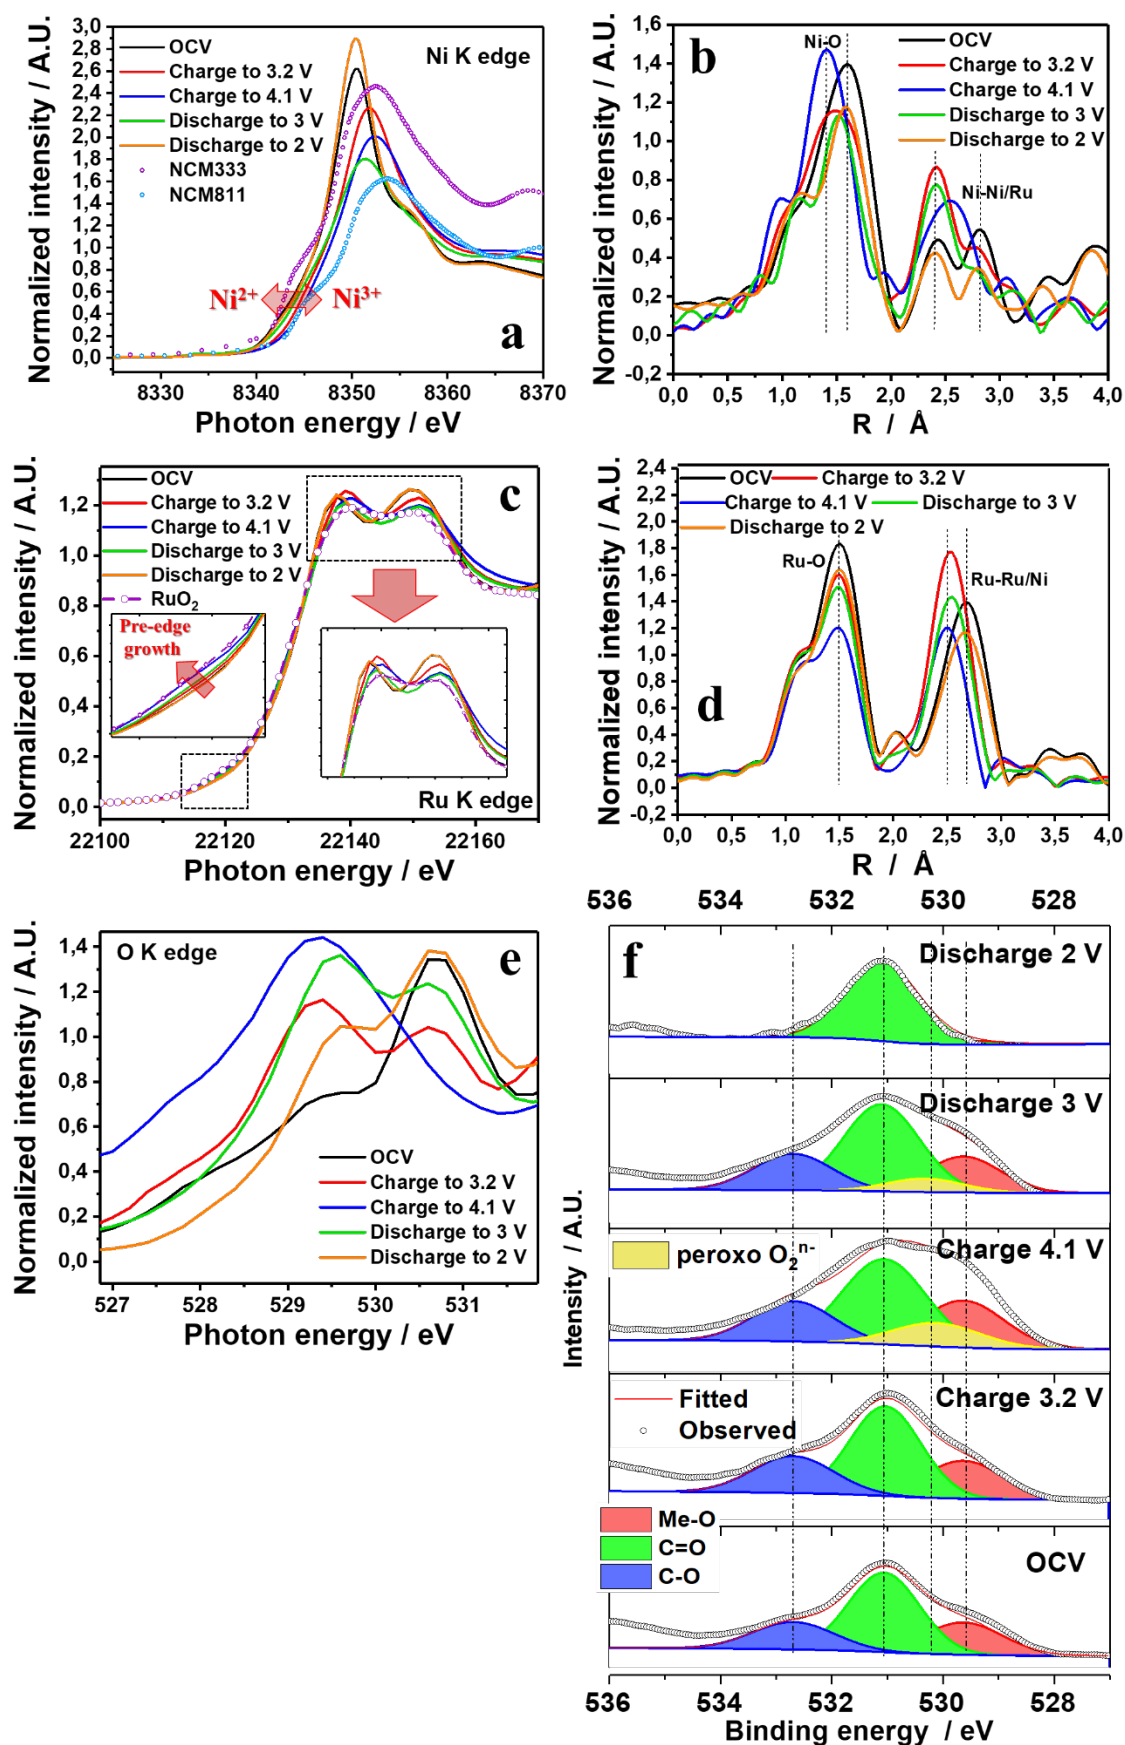 a
Ni K edge
OCV
Charge to 3.2 V
Charge to 4.1 V
Discharge to 3 V
Discharge to 2 V
NCM333
NCM811
Ni2+
Ni3+
3,0
2,8
2,6
2,4
2,2
2,0
1,8
1,6
1,4
1,2
1,0
0,8
0,6
0,4
0,2
0,0
8330 8340 8350 8360 8370
Normalized intensity / A.U.
Photon energy / eV
b
Ni-O
Ni-Ni/Ru
OCV
Charge to 3.2 V
Charge to 4.1 V
Discharge to 3 V
Discharge to 2 V
1,6
1,4
1,2
1,0
0,8
0,6
0,4
0,2
0,0
-0,2
0,0 0,5 1,0 1,5 2,0 2,5 3,0 3,5 4,0
Normalized intensity / A.U.
R / Å
c
OCV
Charge to 3.2 V
Charge to 4.1 V
Discharge to 3 V
Discharge to 2 V
RuO2
Pre-edge
growth
Ru K edge
1,2
1,0
0,8
0,6
0,4
0,2
0,0
22100 22120 22140 22160
Normalized intensity / A.U.
Photon energy / eV
d
OCV Charge to 3.2 V
Charge to 4.1 V Discharge to 3 V
Discharge to 2 V
Ru-O
Ru-Ru/Ni
2,4
2,2
2,0
1,8
1,6
1,4
1,2
1,0
0,8
0,6
0,4
0,2
0,0
-0,2
0,0 0,5 1,0 1,5 2,0 2,5 3,0 3,5 4,0
Normalized intensity / A.U.
R / Å
e
O K edge
OCV
Charge to 3.2 V
Charge to 4.1 V
Discharge to 3 V
Discharge to 2 V
1,4
1,2
1,0
0,8
0,6
0,4
0,2
0,0
527 528 529 530 531
Normalized intensity / A.U.
Photon energy / eV
536 534 532 530 528
f
Discharge 2 V
Discharge 3 V
Charge 4.1 V
peroxo O2n-
Charge 3.2 V
Fitted
Observed
Me-O
C=O
C-O
OCV
536 534 532 530 528
Intensity / A.U.
Binding energy / eV